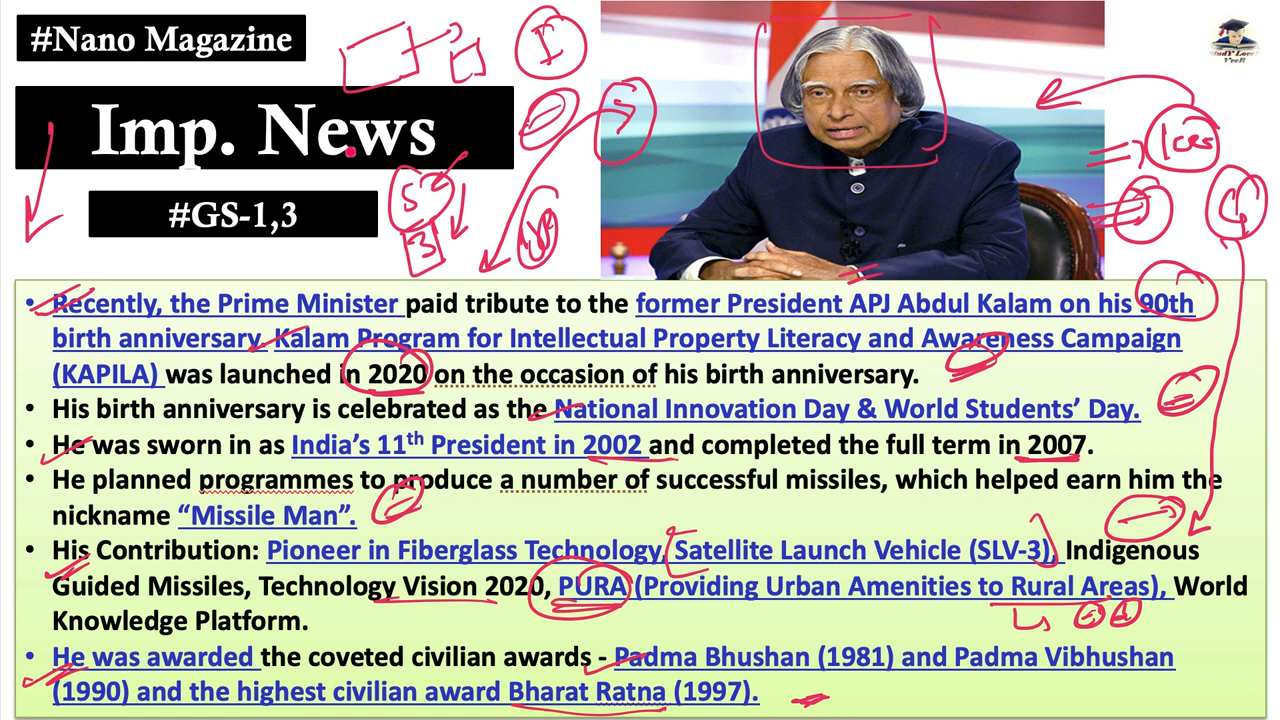 #Nano Magazine
Imp. News
#GS-1,3
• Recently, the Prime Minister paid tribute to the former President APJ Abdul Kalam on his 90th
birth anniversary. Kalam Program for Intellectual Property Literacy and Awareness Campaign
(KAPILA) was launched in 2020 on the occasion of his birth anniversary.
• His birth anniversary is celebrated as the National Innovation Day & World Students' Day.
• He was sworn in as India's 11th President in 2002 and completed the full term in 2007.
• He planned programmes to produce a number of successful missiles, which helped earn him the
nickname “Missile Man”.
• His Contribution: Pioneer in Fiberglass Technology, Satellite Launch Vehicle (SLV-3), Indigenous
Guided Missiles, Technology Vision 2020, PURA (Providing Urban Amenities to Rural Areas), World
Knowledge Platform.
• He was awarded the coveted civilian awards - Padma Bhushan (1981) and Padma Vibhushan
(1990) and the highest civilian award Bharat Ratna (1997).